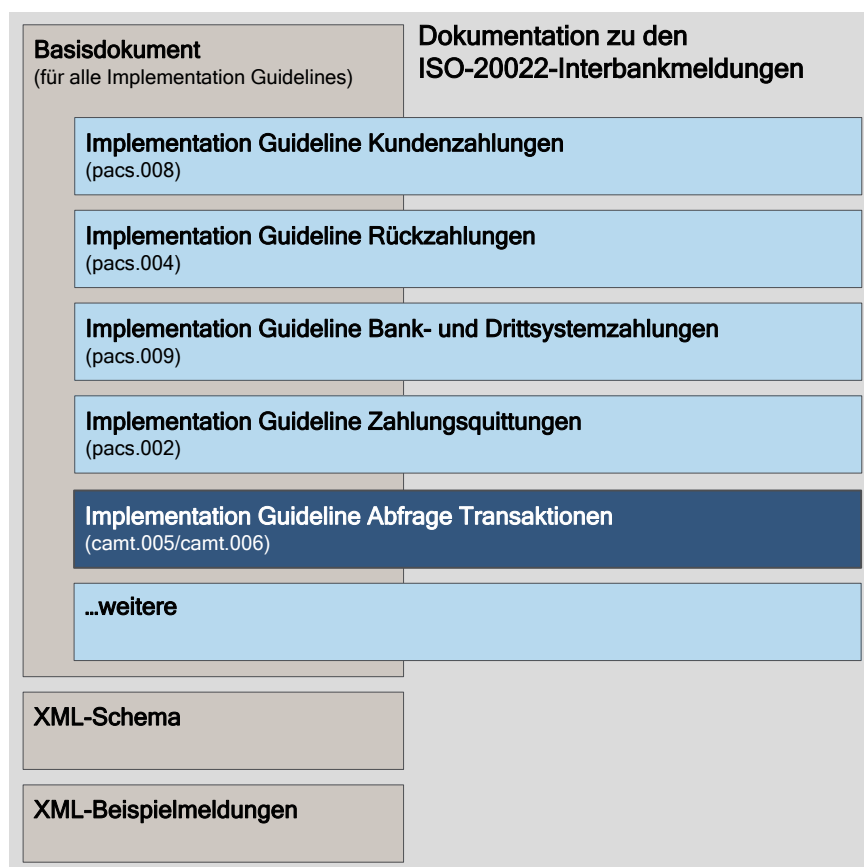 Basisdokument
(für alle Implementation Guidelines)
Dokumentation zu den
ISO-20022-Interbankmeldungen
Implementation Guideline Kundenzahlungen
(pacs.008)
Implementation Guideline Rückzahlungen
(pacs.004)
Implementation Guideline Bank- und Drittsystemzahlungen
(pacs.009)
Implementation Guideline Zahlungsquittungen
(pacs.002)
Implementation Guideline Abfrage Transaktionen
(camt.005/camt.006)
...weitere
XML-Schema
XML-Beispielmeldungen